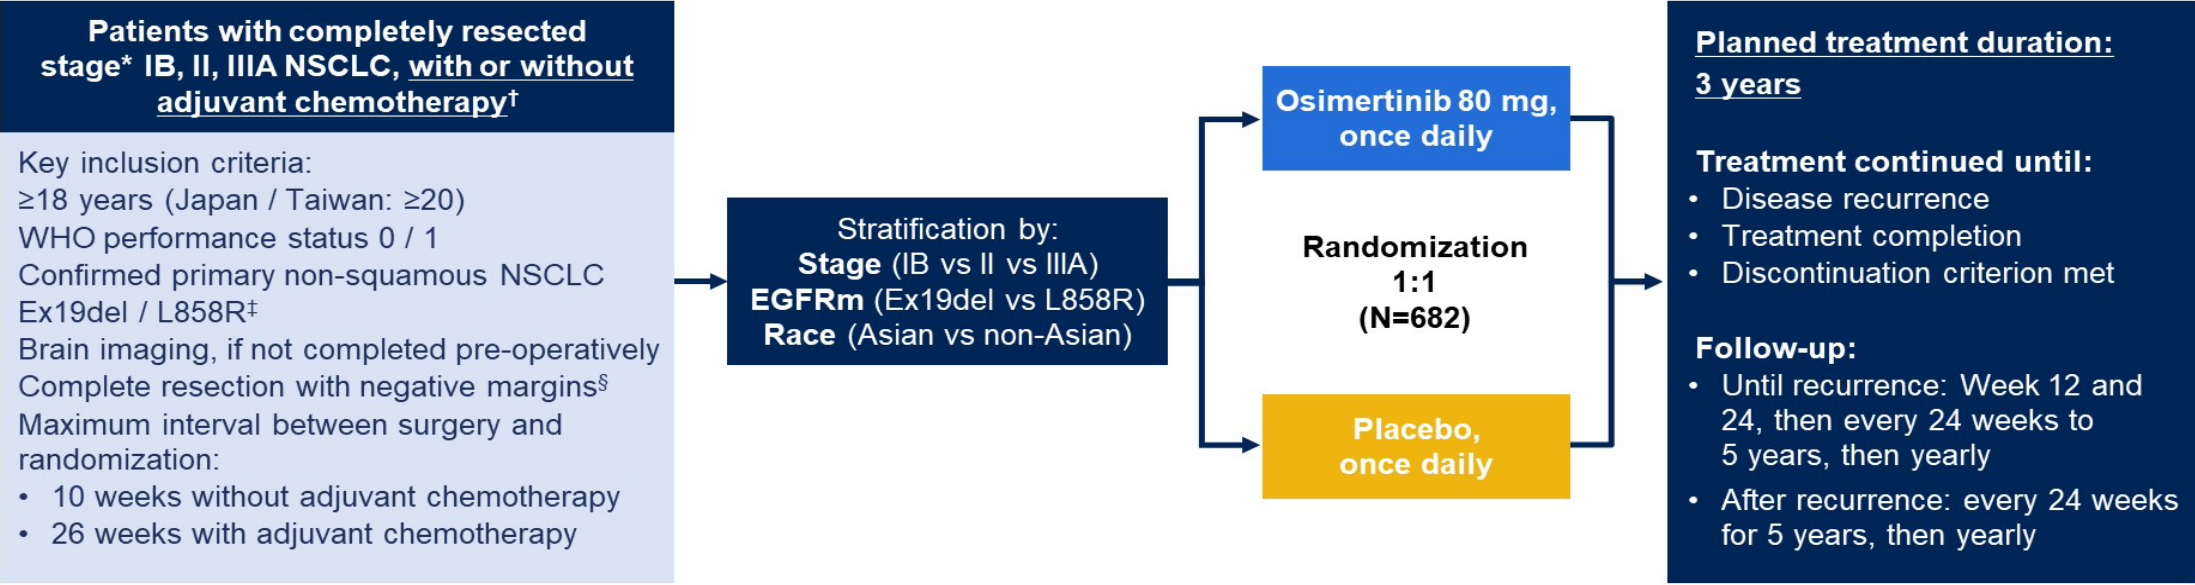 Patients with completely resected
stage* IB, II, IIIA NSCLC, with or without
adjuvant chemotherapy†
Key inclusion criteria:
≥18 years (Japan / Taiwan: ≥20)
WHO performance status 0 / 1
Confirmed primary non-squamous NSCLC
Ex19del / L858R‡
Brain imaging, if not completed pre-operatively
Complete resection with negative margins§
Maximum interval between surgery and
randomization:
• 10 weeks without adjuvant chemotherapy
• 26 weeks with adjuvant chemotherapy
Stratification by:
Stage (IB vs II vs IIIA)
EGFRm (Ex19del vs L858R)
Race (Asian vs non-Asian)
Osimertinib 80 mg,
once daily
Randomization
1:1
(N=682)
Placebo,
once daily
Planned treatment duration:
3 years
Treatment continued until:
• Disease recurrence
• Treatment completion
• Discontinuation criterion met
Follow-up:
• Until recurrence: Week 12 and
24, then every 24 weeks to
5 years, then yearly
• After recurrence: every 24 weeks
for 5 years, then yearly